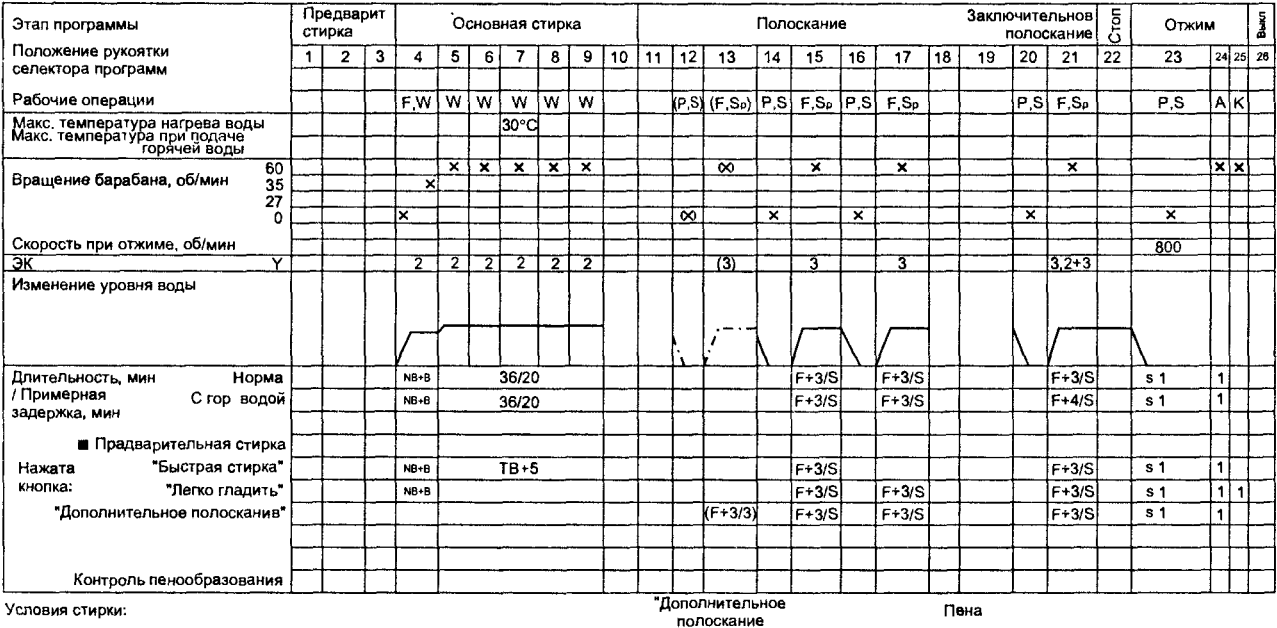 Этап программы Предварит стирка Основная стирка Полоскание Заключительное полоскание Стоп Отжим Выкл
Положение рукоятки селектора программ 1 2 3 4 5 6 7 8 9 10 11 12 13 14 15 16 17 18 19 20 21 22 23 24 25 26
Рабочие операции F,W W W W W W (P,S) (F,Sp) P,S F,Sp P,S F,Sp P,S F,Sp P,S A K
Макс. температура нагрева воды 30°C
Макс. температура при подаче
горячей воды
Вращение барабана, об/мин 60 x x x x x ∞ x x x x x
35 x
27
0 x ∞ x x x x
Скорость при отжиме, об/мин 800
ЭК Y 2 2 2 2 2 2 (3) 3 3 3,2+3
Изменение уровня воды
Длительность, мин Норма NB+B 36/20 F+3/S F+3/S F+3/S s 1 1
/ Примерная С гор водой NB+B 36/20 F+3/S F+3/S F+4/S s 1 1
задержка, мин
■ Прадварительная стирка
Нажата "Быстрая стирка" NB+B TB+5 F+3/S F+3/S s 1 1
кнопка: "Легко гладить" NB+B F+3/S F+3/S F+3/S s 1 1 1
"Дополнительное полосканив" (F+3/3) F+3/S F+3/S F+3/S s 1 1
Контроль пенообразования
Условия стирки: "Дополнительное Пена
полоскание